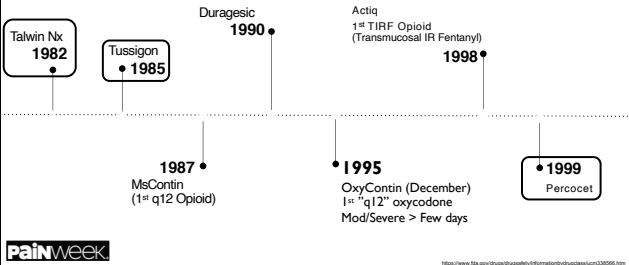 Talwin Nx
1982
Tussigon
1985
Duragesic
1990
Actiq
1st TIRF Opioid
(Transmucosal IR Fentanyl)
1998
1987
MsContin
(1st q12 Opioid)
1995
OxyContin (December)
1st "q12" oxycodone
Mod/Severe > Few days
1999
Percocet
PainWeek.
https://www.fda.gov/drugs/drugsafety/informationbydrugclass/ucm338566.htm